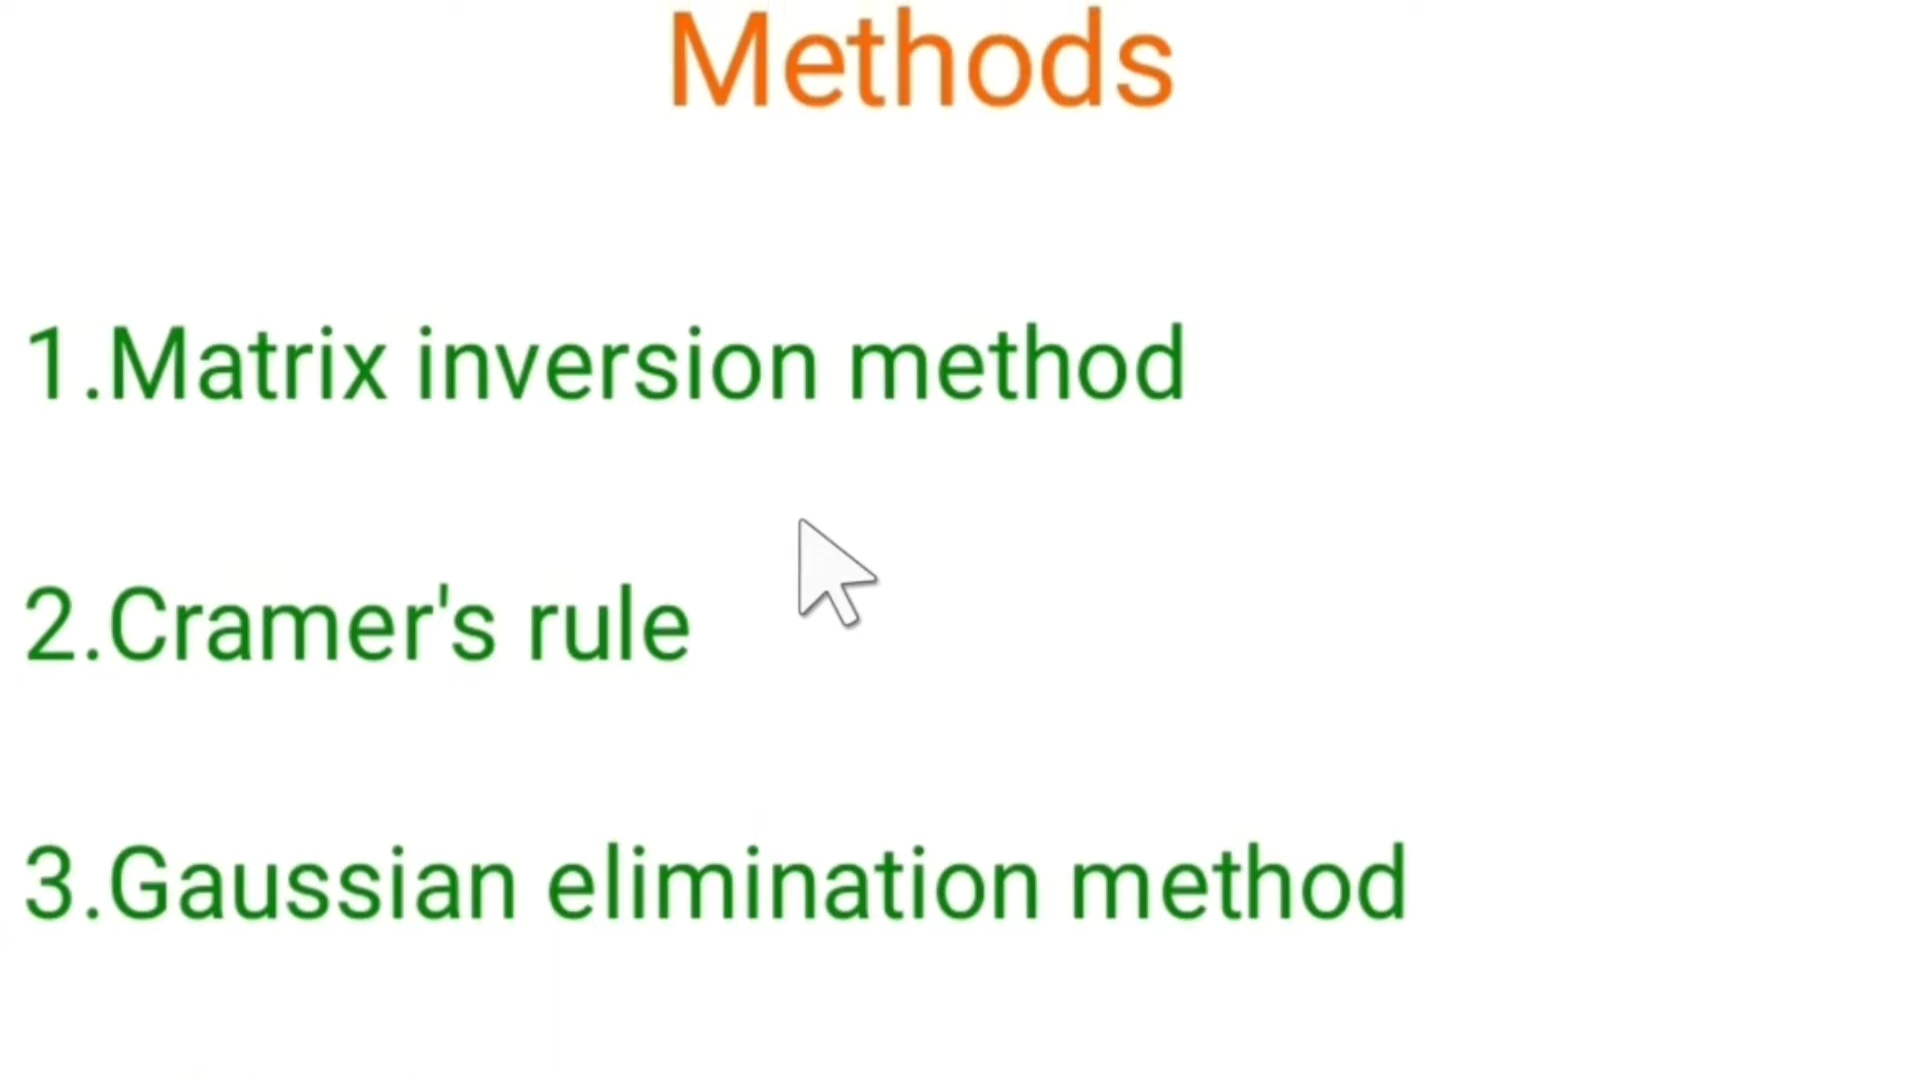 Methods
1.Matrix inversion method
2.Cramer's rule
3.Gaussian elimination method